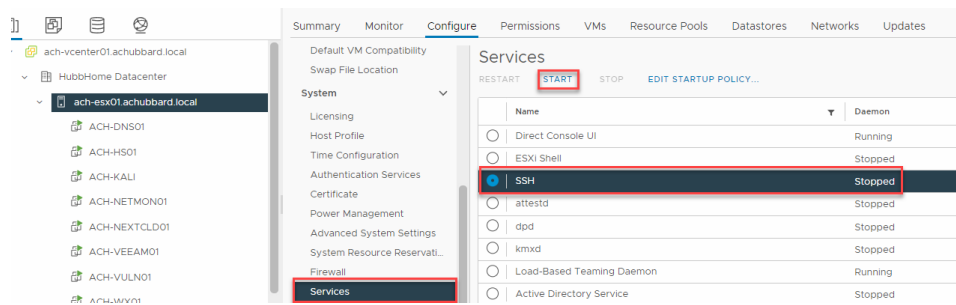 Summary Monitor Configure Permissions VMs Resource Pools Datastores Networks Updates
ach-vcenter01.achubbard.local
HubbHome Datacenter
ach-esx01.achubbard.local
ACH-DNS01
ACH-HS01
ACH-KALI
ACH-NETMON01
ACH-NEXTCLD01
ACH-VEEAM01
ACH-VULN01
ACH-WX01
Default VM Compatibility
Swap File Location
System
Licensing
Host Profile
Time Configuration
Authentication Services
Certificate
Power Management
Advanced System Settings
System Resource Reservati...
Firewall
Services
Services
RESTART START STOP EDIT STARTUP POLICY...
Name Daemon
Direct Console UI Running
ESXi Shell Stopped
SSH Stopped
attestd Stopped
dpd Stopped
kmxd Stopped
Load-Based Teaming Daemon Running
Active Directory Service Stopped